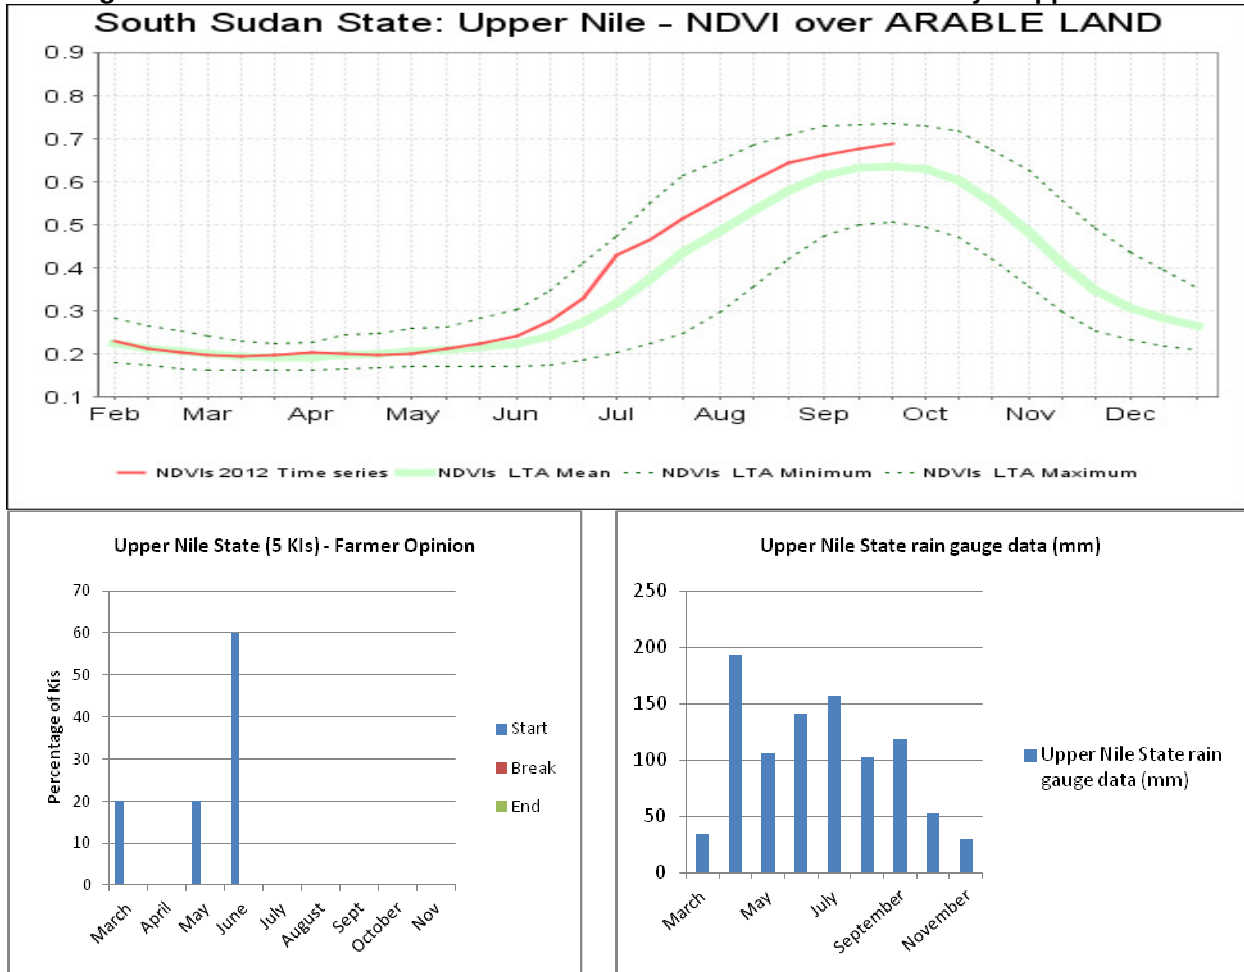 South Sudan State: Upper Nile - NDVI over ARABLE LAND
0.9
0.8
0.7
0.6
0.5
0.4
0.3
0.2
0.1
Feb Mar Apr May Jun Jul Aug Sep Oct Nov Dec
NDVIs 2012 Time series NDVIs LTA Mean NDVIs LTA Minimum NDVIs LTA Maximum
Upper Nile State (5 KIs) - Farmer Opinion
Percentage of Kis
70
60
50
40
30
20
10
0
March April May June July August Sept October Nov
Start
Break
End
Upper Nile State rain gauge data (mm)
250
200
150
100
50
0
March May July September November
Upper Nile State rain
gauge data (mm)